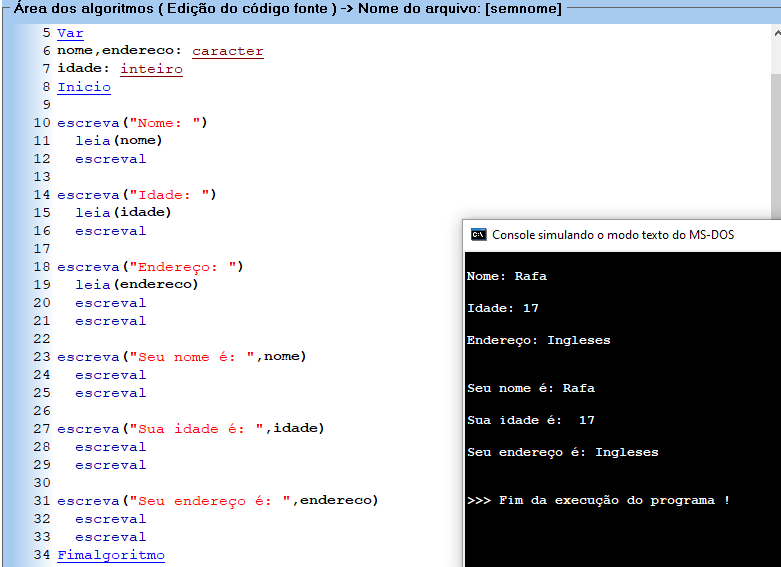 Área dos algoritmos ( Edição do código fonte ) -> Nome do arquivo: [semnome]
5 Var
6 nome,endereco: caracter
7 idade: inteiro
8 Inicio
9
10 escreva("Nome: ")
11 leia(nome)
12 escreval
13
14 escreva("Idade: ")
15 leia(idade)
16 escreval
17
18 escreva("Endereço: ")
19 leia(endereco)
20 escreval
21 escreval
22
23 escreva("Seu nome é: ",nome)
24 escreval
25 escreval
26
27 escreva("Sua idade é: ",idade)
28 escreval
29 escreval
30
31 escreva("Seu endereço é: ",endereco)
32 escreval
33 escreval
34 Fimalgoritmo
C:\ Console simulando o modo texto do MS-DOS
Nome: Rafa
Idade: 17
Endereço: Ingleses
Seu nome é: Rafa
Sua idade é:  17
Seu endereço é: Ingleses
>>> Fim da execução do programa !